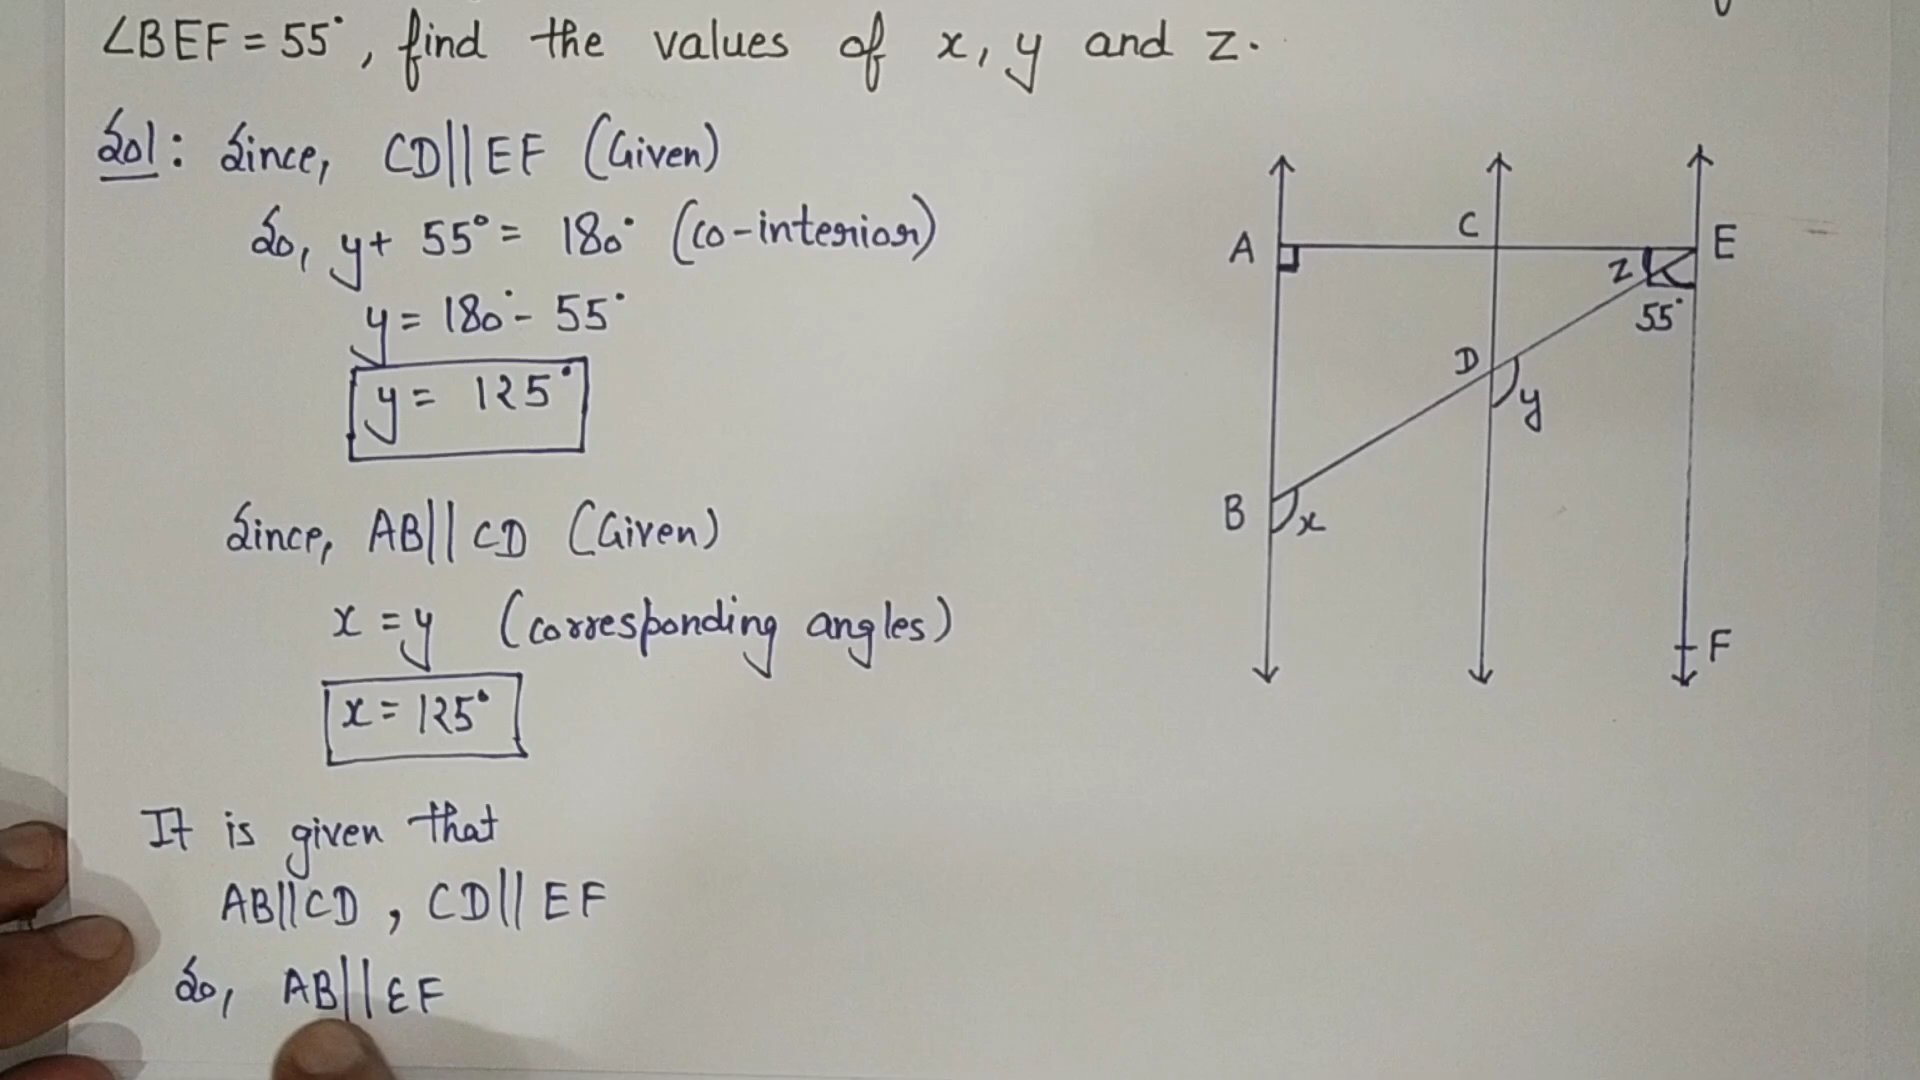 ∠BEF = 55°, find the values of x, y and z.
Sol: Since, CD||EF (Given)
So, y + 55° = 180° (co-interior)
y = 180° - 55°
y = 125°
Since, AB||CD (Given)
x = y (corresponding angles)
x = 125°
It is given that
AB||CD, CD||EF
So, AB||EF
A
C
E
z
55°
D
y
B
x
F